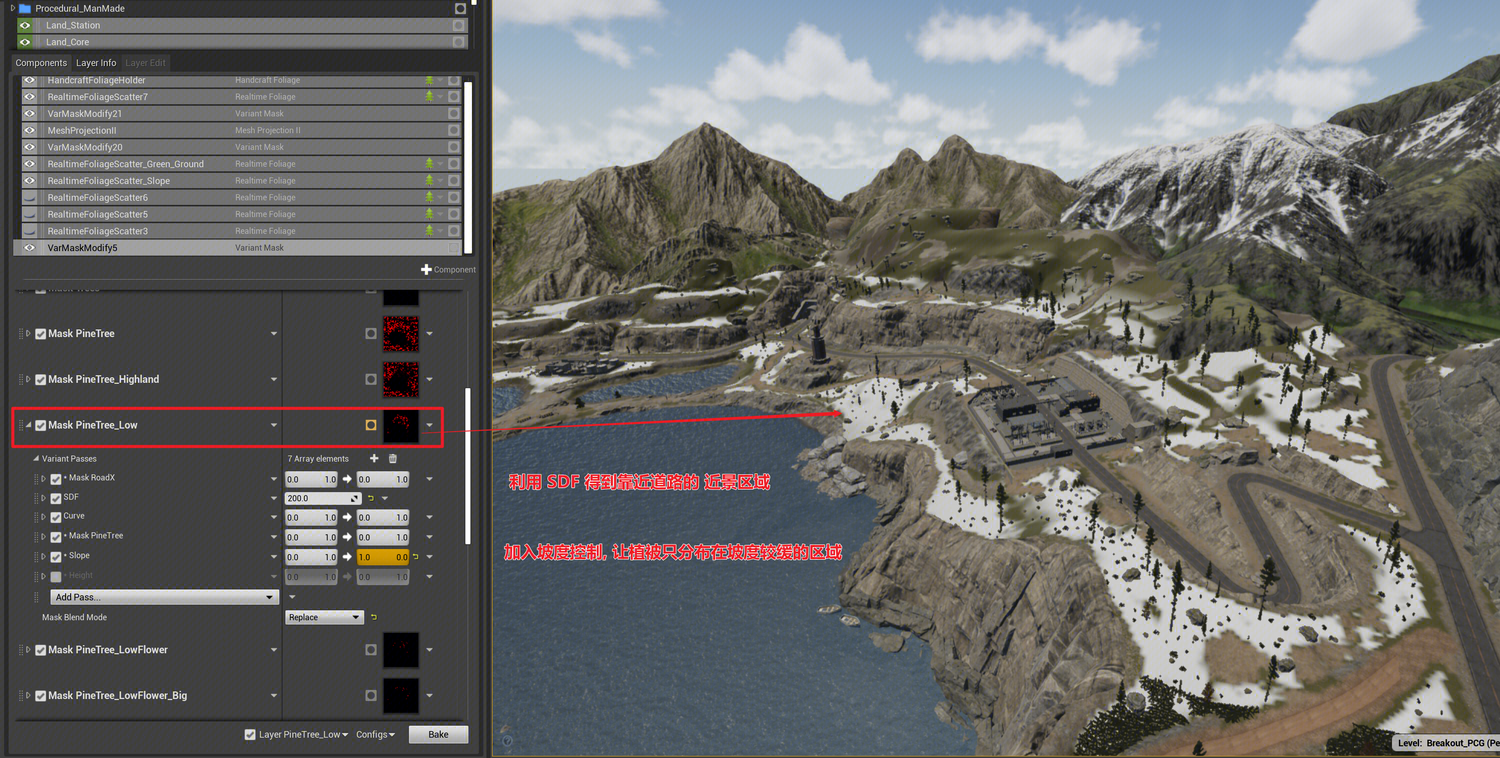 Procedural_ManMade
Land_Station
Land_Core
Components Layer Info Layer Edit
HandcraftFoliageHolder Handcraft Foliage
RealtimeFoliageScatter7 Realtime Foliage
VarMaskModify21 Variant Mask
MeshProjectionII Mesh Projection II
VarMaskModify20 Variant Mask
RealtimeFoliageScatter_Green_Ground Realtime Foliage
RealtimeFoliageScatter_Slope Realtime Foliage
RealtimeFoliageScatter6 Realtime Foliage
RealtimeFoliageScatter5 Realtime Foliage
RealtimeFoliageScatter3 Realtime Foliage
VarMaskModify5 Variant Mask
Component
Mask PineTree
Mask PineTree_Highland
Mask PineTree_Low
Variant Passes 7 Array elements
* Mask RoadX 0.0 1.0 0.0 1.0
SDF 200.0
Curve 0.0 1.0 0.0 1.0
* Mask PineTree 0.0 1.0 0.0 1.0
* Slope 0.0 1.0 1.0 0.0
* Height 0.0 1.0 0.0 1.0
Add Pass...
Mask Blend Mode Replace
Mask PineTree_LowFlower
Mask PineTree_LowFlower_Big
Layer PineTree_Low Configs Bake
利用 SDF 得到靠近道路的 近景区域
加入坡度控制, 让植被只分布在坡度较缓的区域
Level: Breakout_PCG (Pe